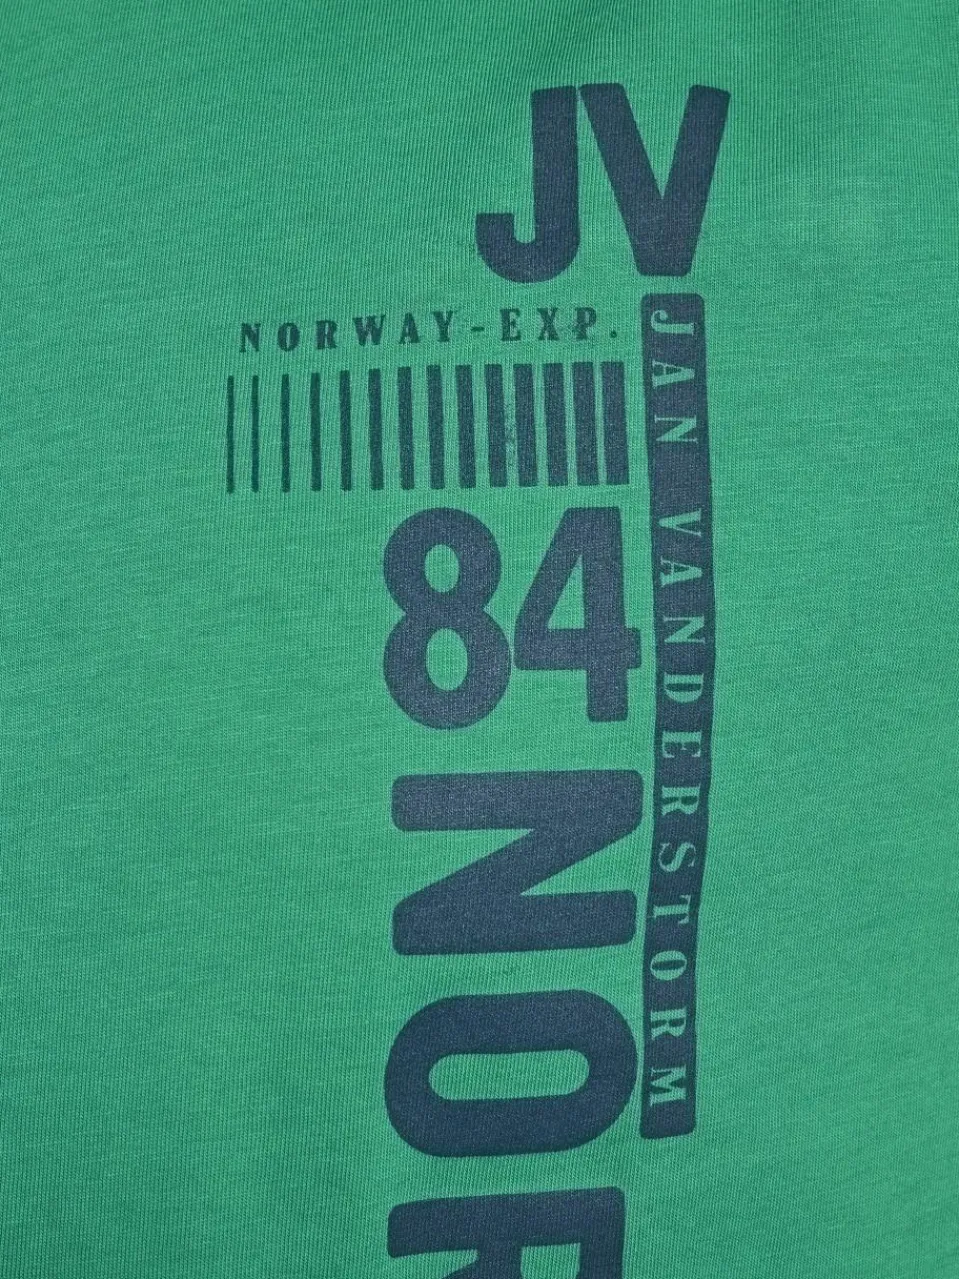 JV
NORWAY-EXP.
JAN VANDERSTORM
84
NOR